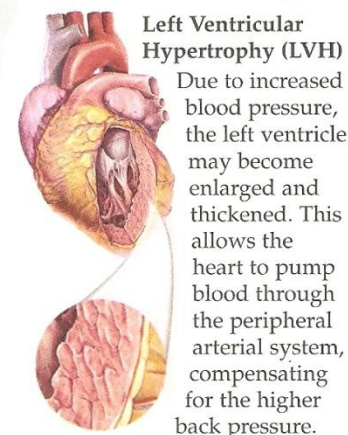 Left Ventricular
Hypertrophy (LVH)
Due to increased
blood pressure,
the left ventricle
may become
enlarged and
thickened. This
allows the
heart to pump
blood through
the peripheral
arterial system,
compensating
for the higher
back pressure.